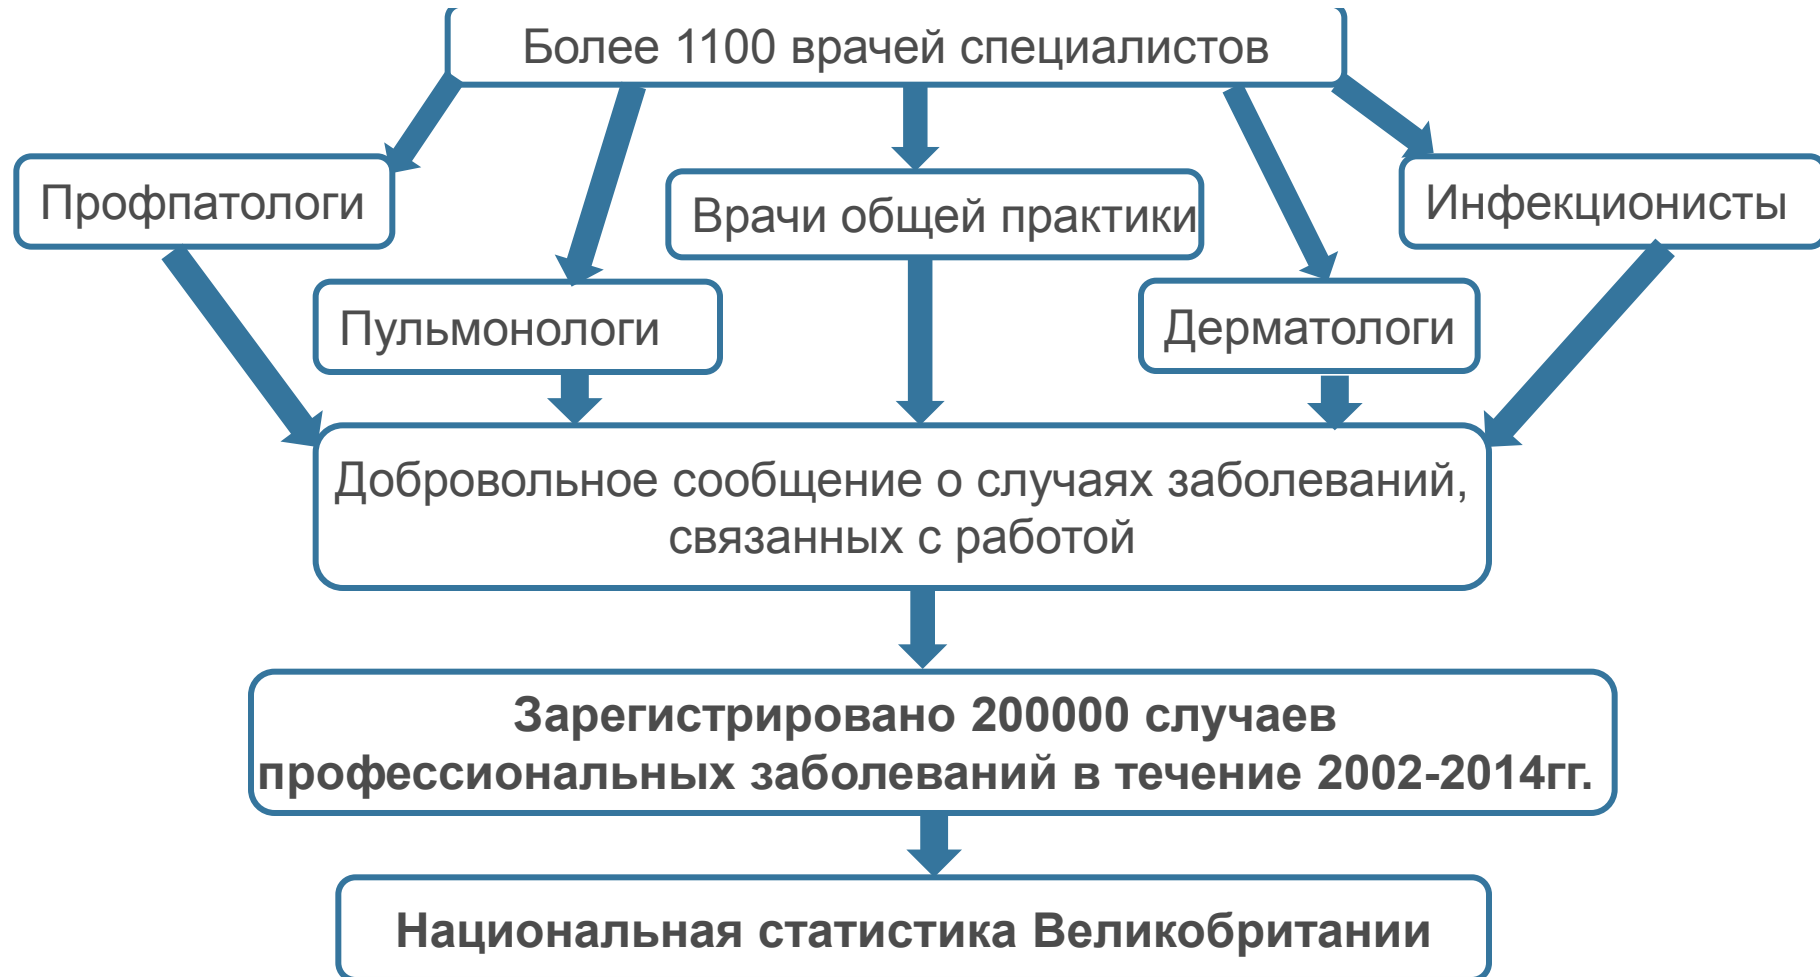 Более 1100 врачей специалистов
Профпатологи
Врачи общей практики
Инфекционисты
Пульмонологи
Дерматологи
Добровольное сообщение о случаях заболеваний,
связанных с работой
Зарегистрировано 200000 случаев
профессиональных заболеваний в течение 2002-2014гг.
Национальная статистика Великобритании